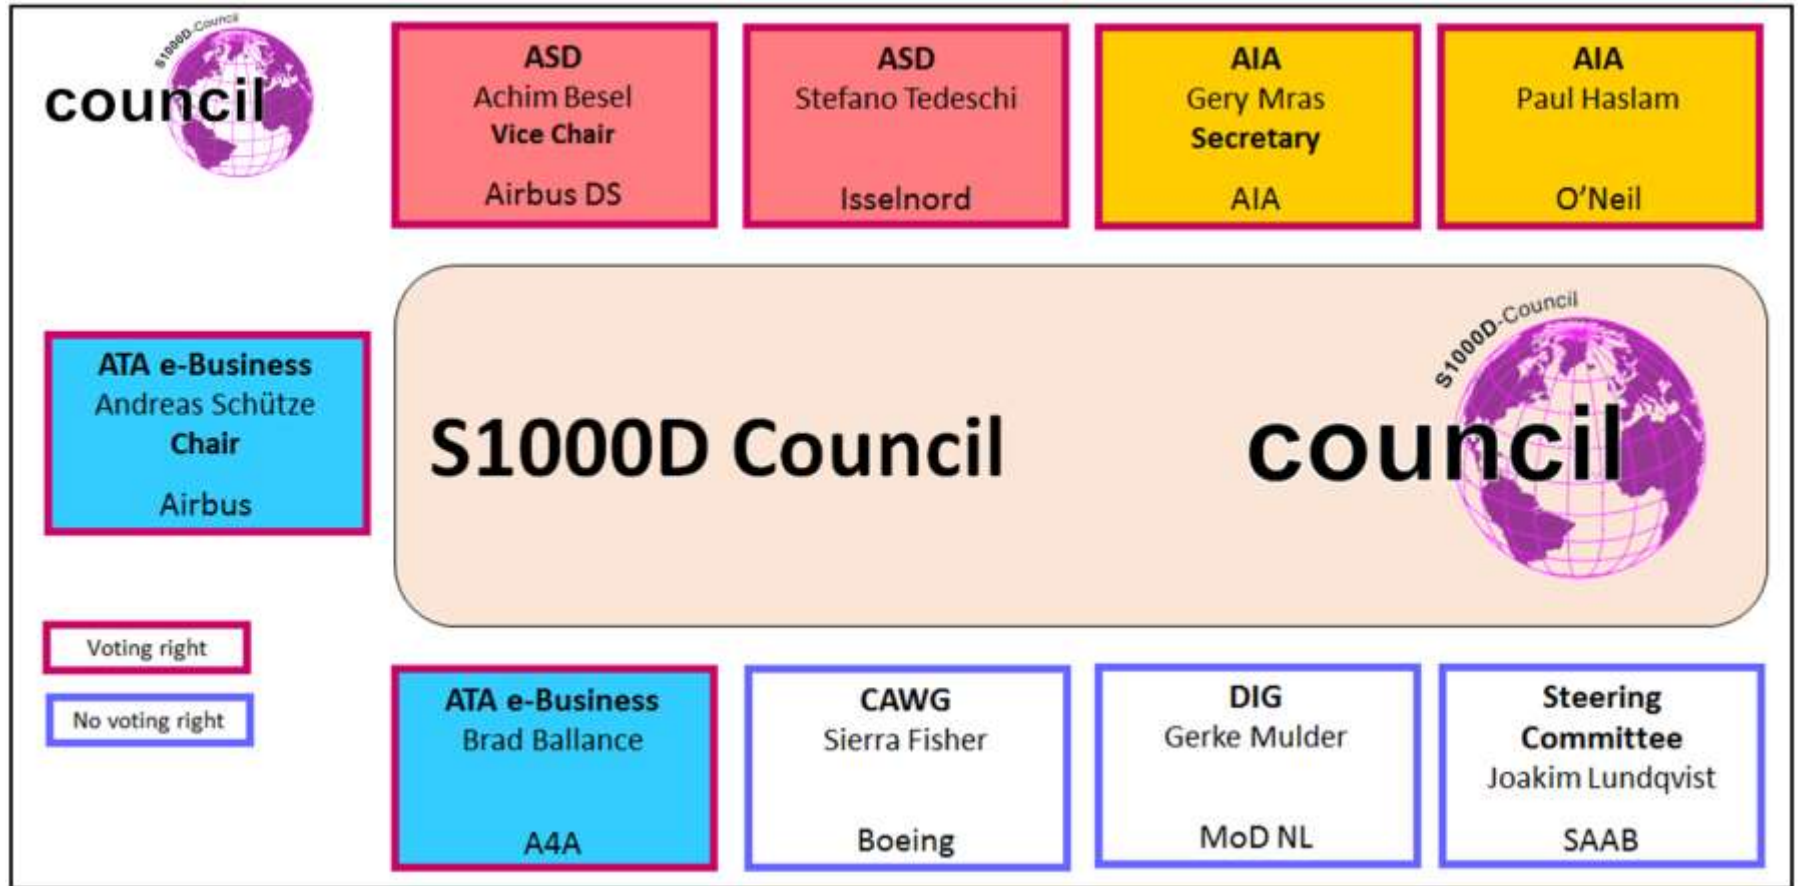 S1000D-Council
council
ASD
Achim Besel
Vice Chair
Airbus DS
ASD
Stefano Tedeschi
Isselnord
AIA
Gery Mras
Secretary
AIA
AIA
Paul Haslam
O’Neil
ATA e-Business
Andreas Schütze
Chair
Airbus
S1000D Council
S1000D-Council
council
Voting right
No voting right
ATA e-Business
Brad Ballance
A4A
CAWG
Sierra Fisher
Boeing
DIG
Gerke Mulder
MoD NL
Steering
Committee
Joakim Lundqvist
SAAB